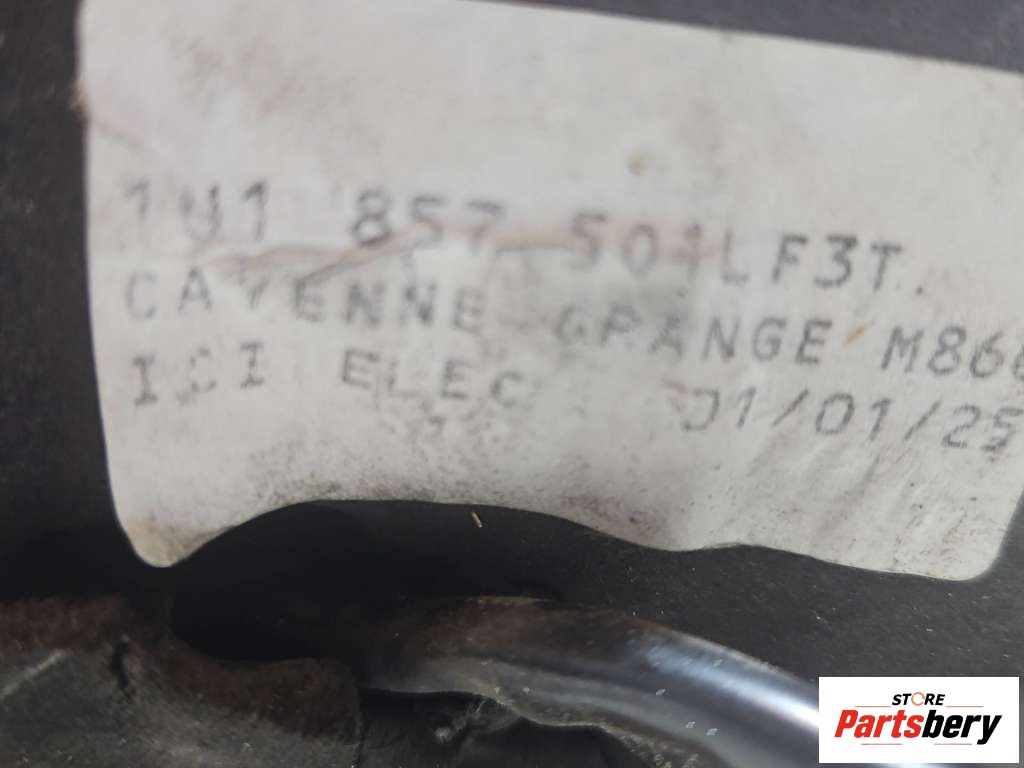 1U1 857 501LF3T.
CAYENNE ORANGE M86
ICI ELEC 01/01/25
STORE
Partsbery